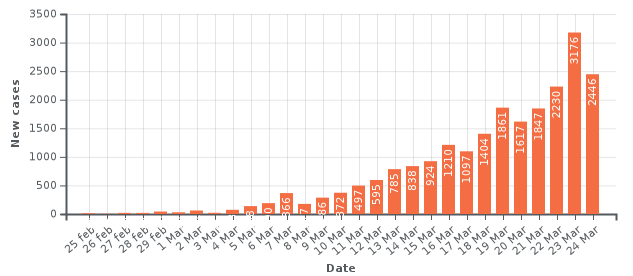 3500
3000
2500
2000
1500
1000
500
0
New cases
366
372
497
595
785
838
924
1210
1097
1404
1861
1617
1847
2230
3176
2446
25 feb
26 feb
27 feb
28 feb
29 feb
1 Mar
2 Mar
3 Mar
4 Mar
5 Mar
6 Mar
7 Mar
8 Mar
9 Mar
10 Mar
11 Mar
12 Mar
13 Mar
14 Mar
15 Mar
16 Mar
17 Mar
18 Mar
19 Mar
20 Mar
21 Mar
22 Mar
23 Mar
24 Mar
Date